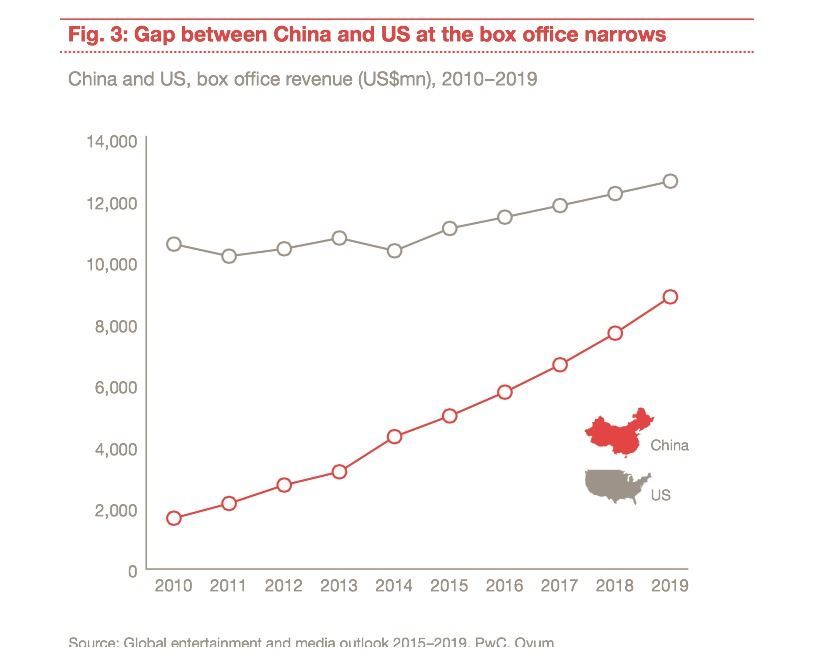 Fig. 3: Gap between China and US at the box office narrows
China and US, box office revenue (US$mn), 2010–2019
14,000
12,000
10,000
8,000
6,000
4,000
2,000
0
China
US
2010 2011 2012 2013 2014 2015 2016 2017 2018 2019
Source: Global entertainment and media outlook 2015–2019, PwC, Ovum